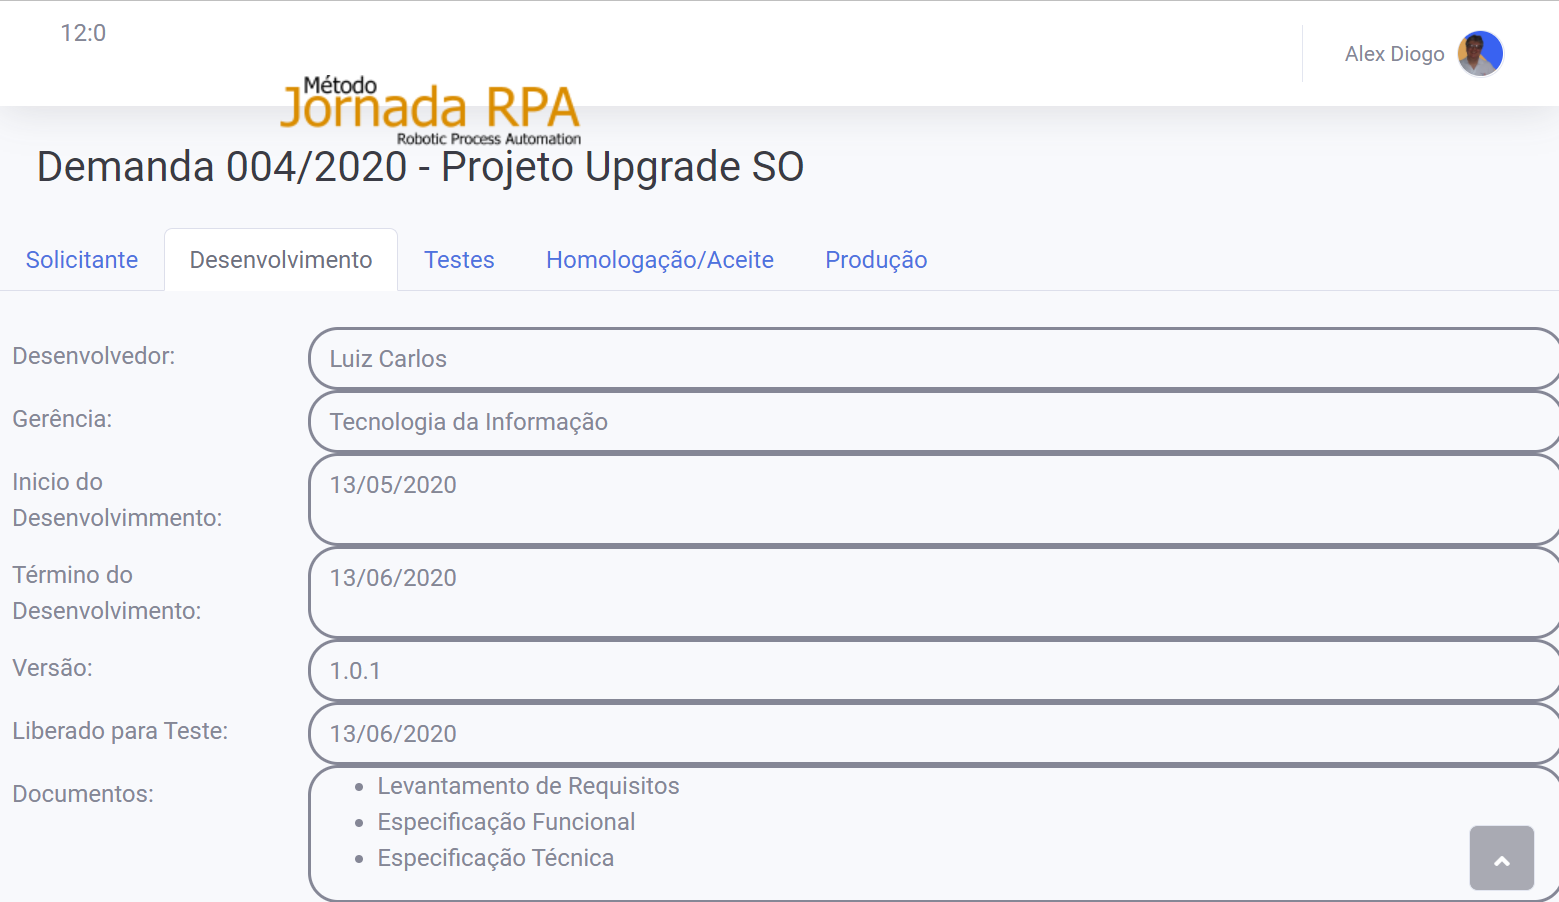 12:0
Alex Diogo
Método
Jornada RPA
Robotic Process Automation
Demanda 004/2020 - Projeto Upgrade SO
Solicitante Desenvolvimento Testes Homologação/Aceite Produção
Desenvolvedor: Luiz Carlos
Gerência: Tecnologia da Informação
Inicio do 13/05/2020
Desenvolvimmento:
Término do 13/06/2020
Desenvolvimento:
Versão: 1.0.1
Liberado para Teste: 13/06/2020
Documentos: • Levantamento de Requisitos
• Especificação Funcional
• Especificação Técnica